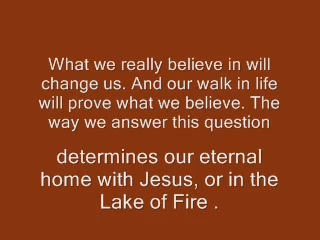 What we really believe in will
change us. And our walk in life
will prove what we believe. The
way we answer this question
determines our eternal
home with Jesus, or in the
Lake of Fire .